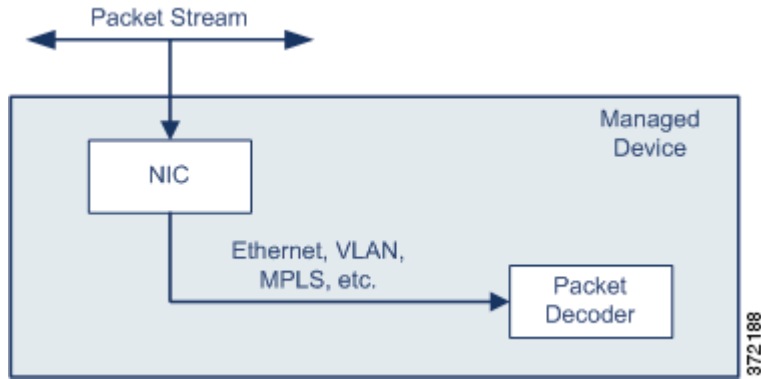 Packet Stream
Managed
Device
NIC
Ethernet, VLAN,
MPLS, etc.
Packet
Decoder
372188